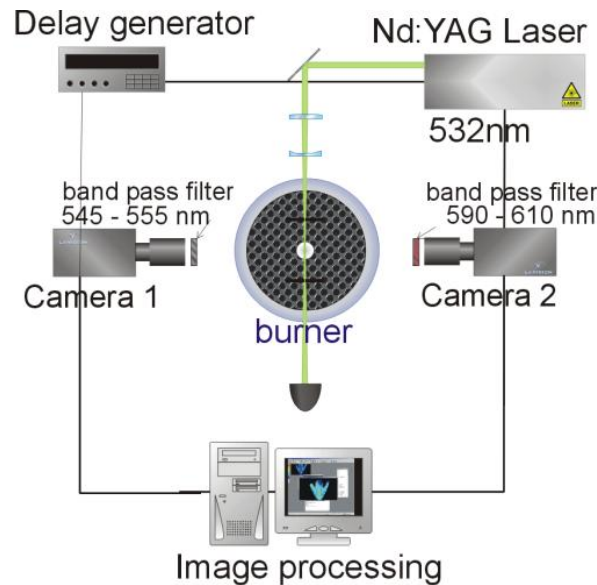 Delay generator
Nd:YAG Laser
532nm
band pass filter
545 - 555 nm
band pass filter
590 - 610 nm
Camera 1
Camera 2
burner
Image processing